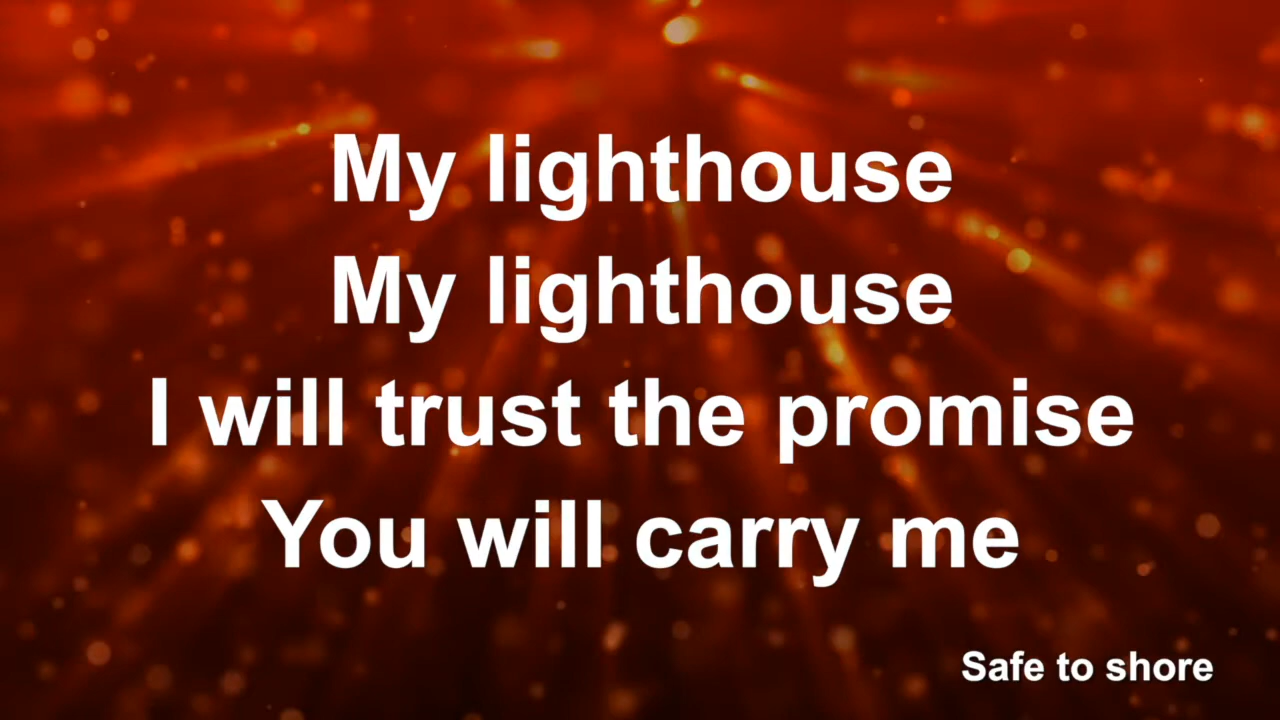 My lighthouse
My lighthouse
I will trust the promise
You will carry me
Safe to shore